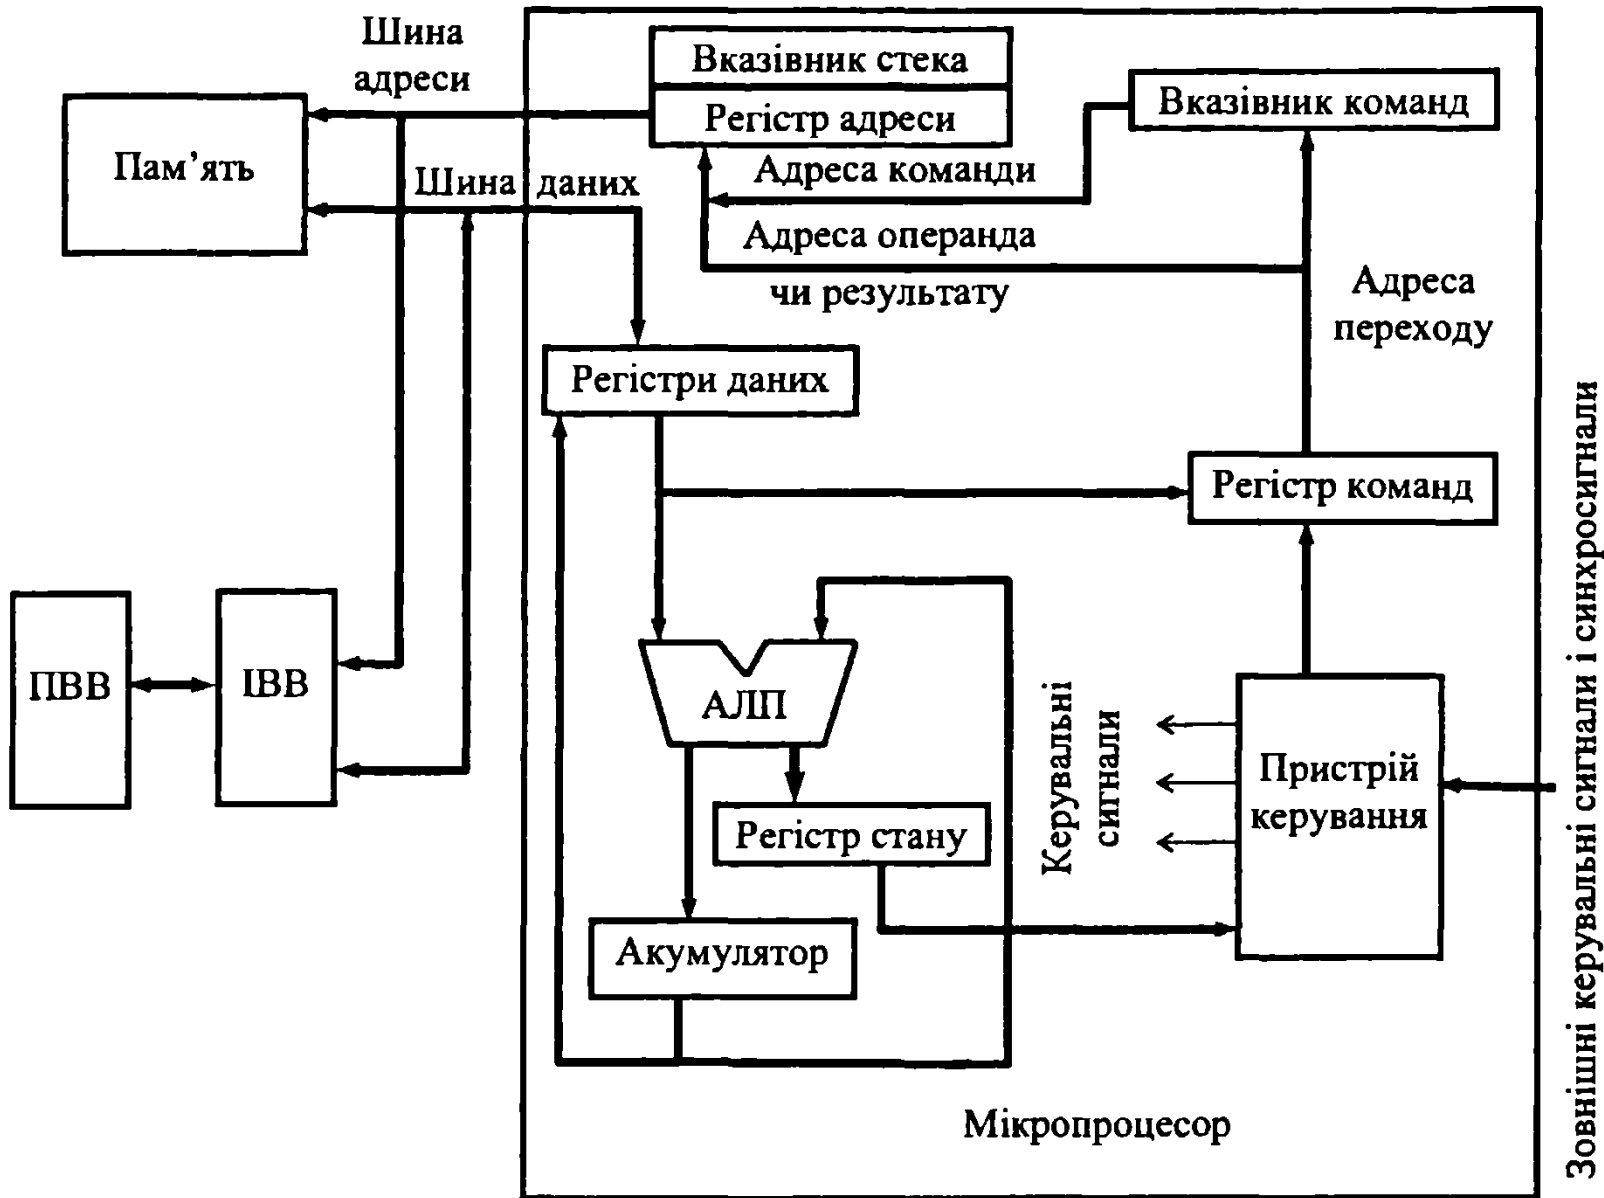 Шина
адреси
Вказівник стека
Регістр адреси
Вказівник команд
Пам’ять
Шина даних
Адреса команди
Адреса операнда
чи результату
Адреса
переходу
Регістри даних
Регістр команд
ПВВ
ІВВ
АЛП
Керувальні
сигнали
Пристрій
керування
Регістр стану
Акумулятор
Мікропроцесор
Зовнішні керувальні сигнали і синхросигнали